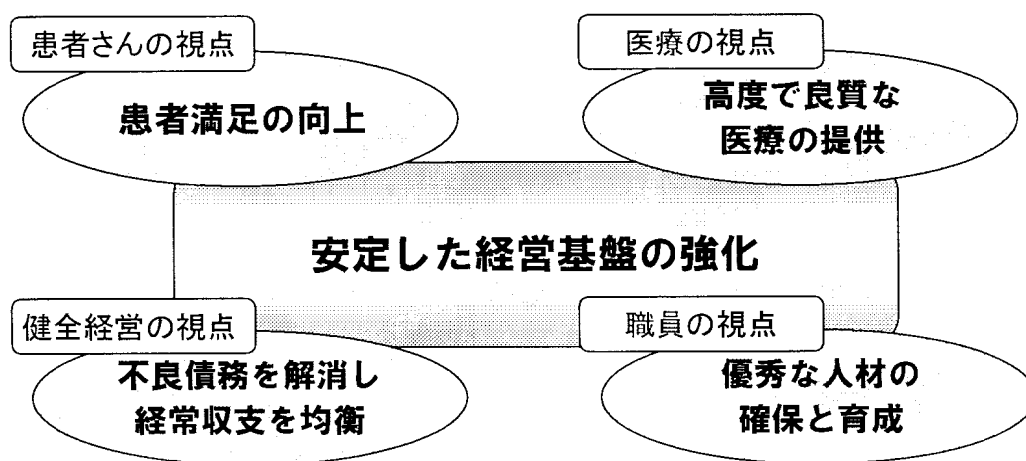 患者さんの視点
患者満足の向上
医療の視点
高度で良質な
医療の提供
安定した経営基盤の強化
健全経営の視点
不良債務を解消し
経常収支を均衡
職員の視点
優秀な人材の
確保と育成